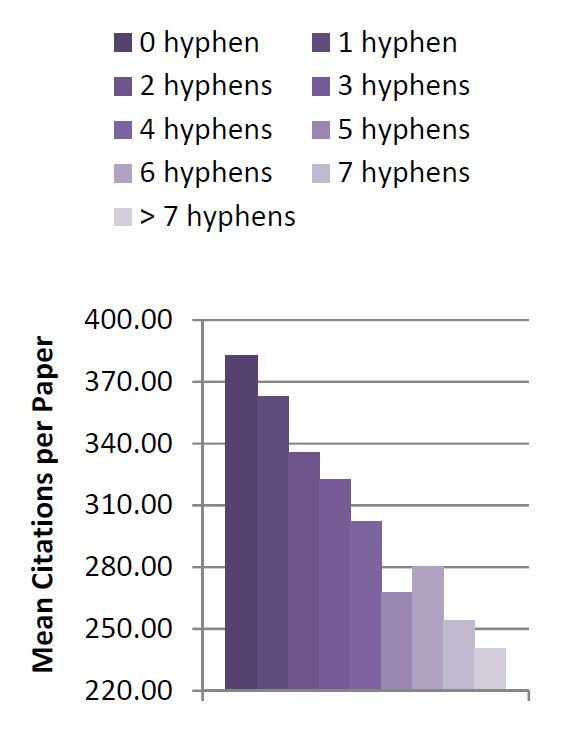 0 hyphen 1 hyphen
2 hyphens 3 hyphens
4 hyphens 5 hyphens
6 hyphens 7 hyphens
> 7 hyphens
Mean Citations per Paper
400.00
370.00
340.00
310.00
280.00
250.00
220.00